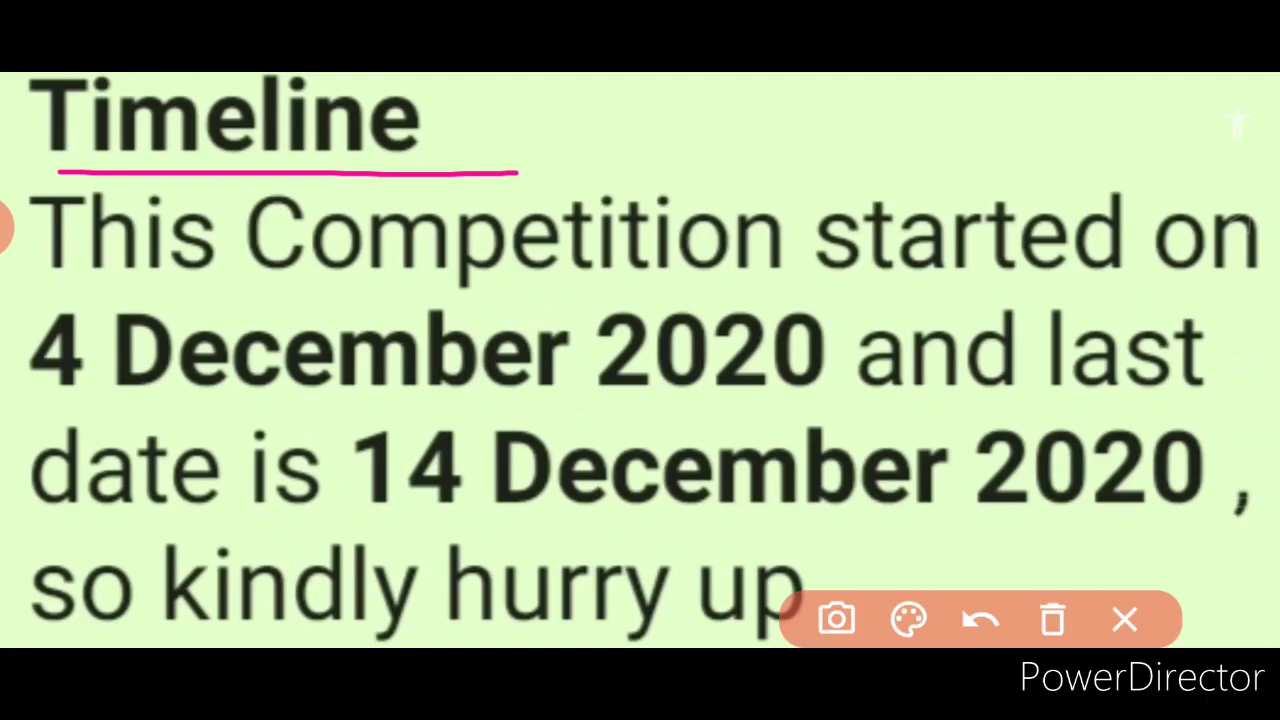 Timeline
This Competition started on
4 December 2020 and last
date is 14 December 2020 ,
so kindly hurry up
PowerDirector